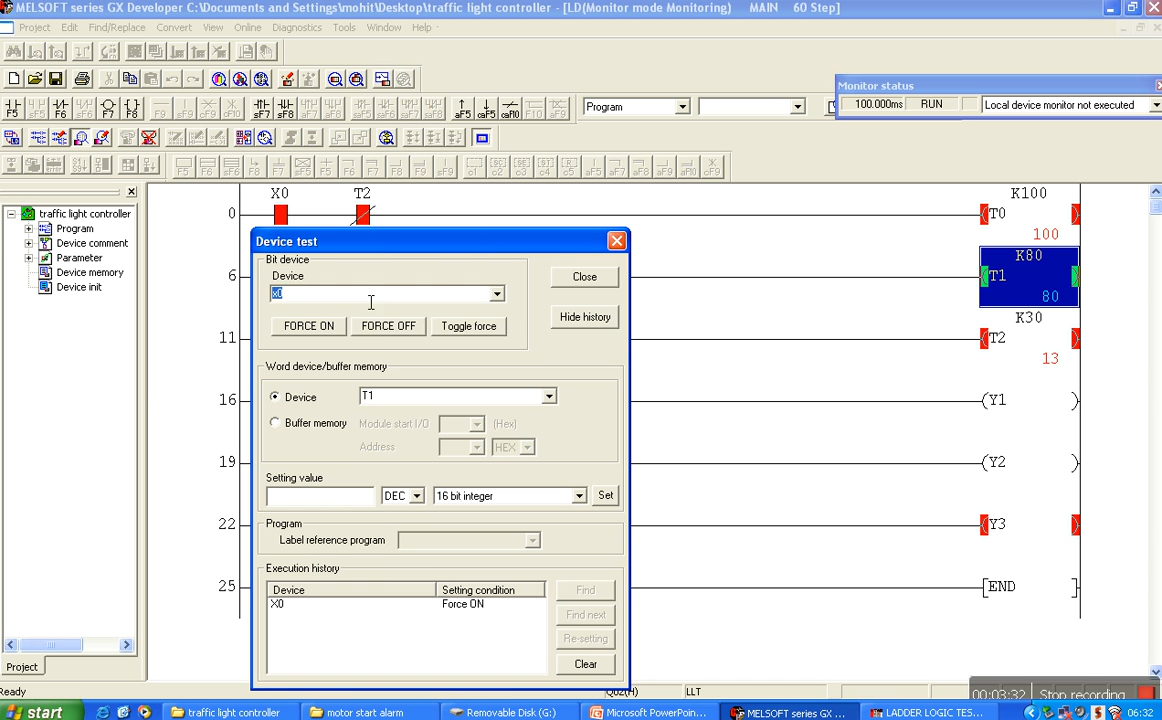 MELSOFT series GX Developer C:\Documents and Settings\mohit\Desktop\traffic light controller - [LD(Monitor mode Monitoring) MAIN 60 Step]
Project Edit Find/Replace Convert View Online Diagnostics Tools Window Help
Monitor status
100.000ms RUN Local device monitor not executed
Program
traffic light controller
Program
Device comment
Parameter
Device memory
Device init
Project
X0 T2 K100
0 T0
100
K80
6 T1
80
K30
11 T2
13
16 Y1
19 Y2
22 Y3
25 END
Device test
Bit device
Device
x0
Close
FORCE ON FORCE OFF Toggle force
Hide history
Word device/buffer memory
Device T1
Buffer memory Module start I/O (Hex)
Address HEX
Setting value
DEC 16 bit integer Set
Program
Label reference program
Execution history
Device Setting condition
X0 Force ON
Find
Find next
Re-setting
Clear
Ready Q02(H) LLT
00:03:32 Stop recording
start traffic light controller motor start alarm Removable Disk (G:) Microsoft PowerPoin... MELSOFT series GX ... LADDER LOGIC TES... 06:32